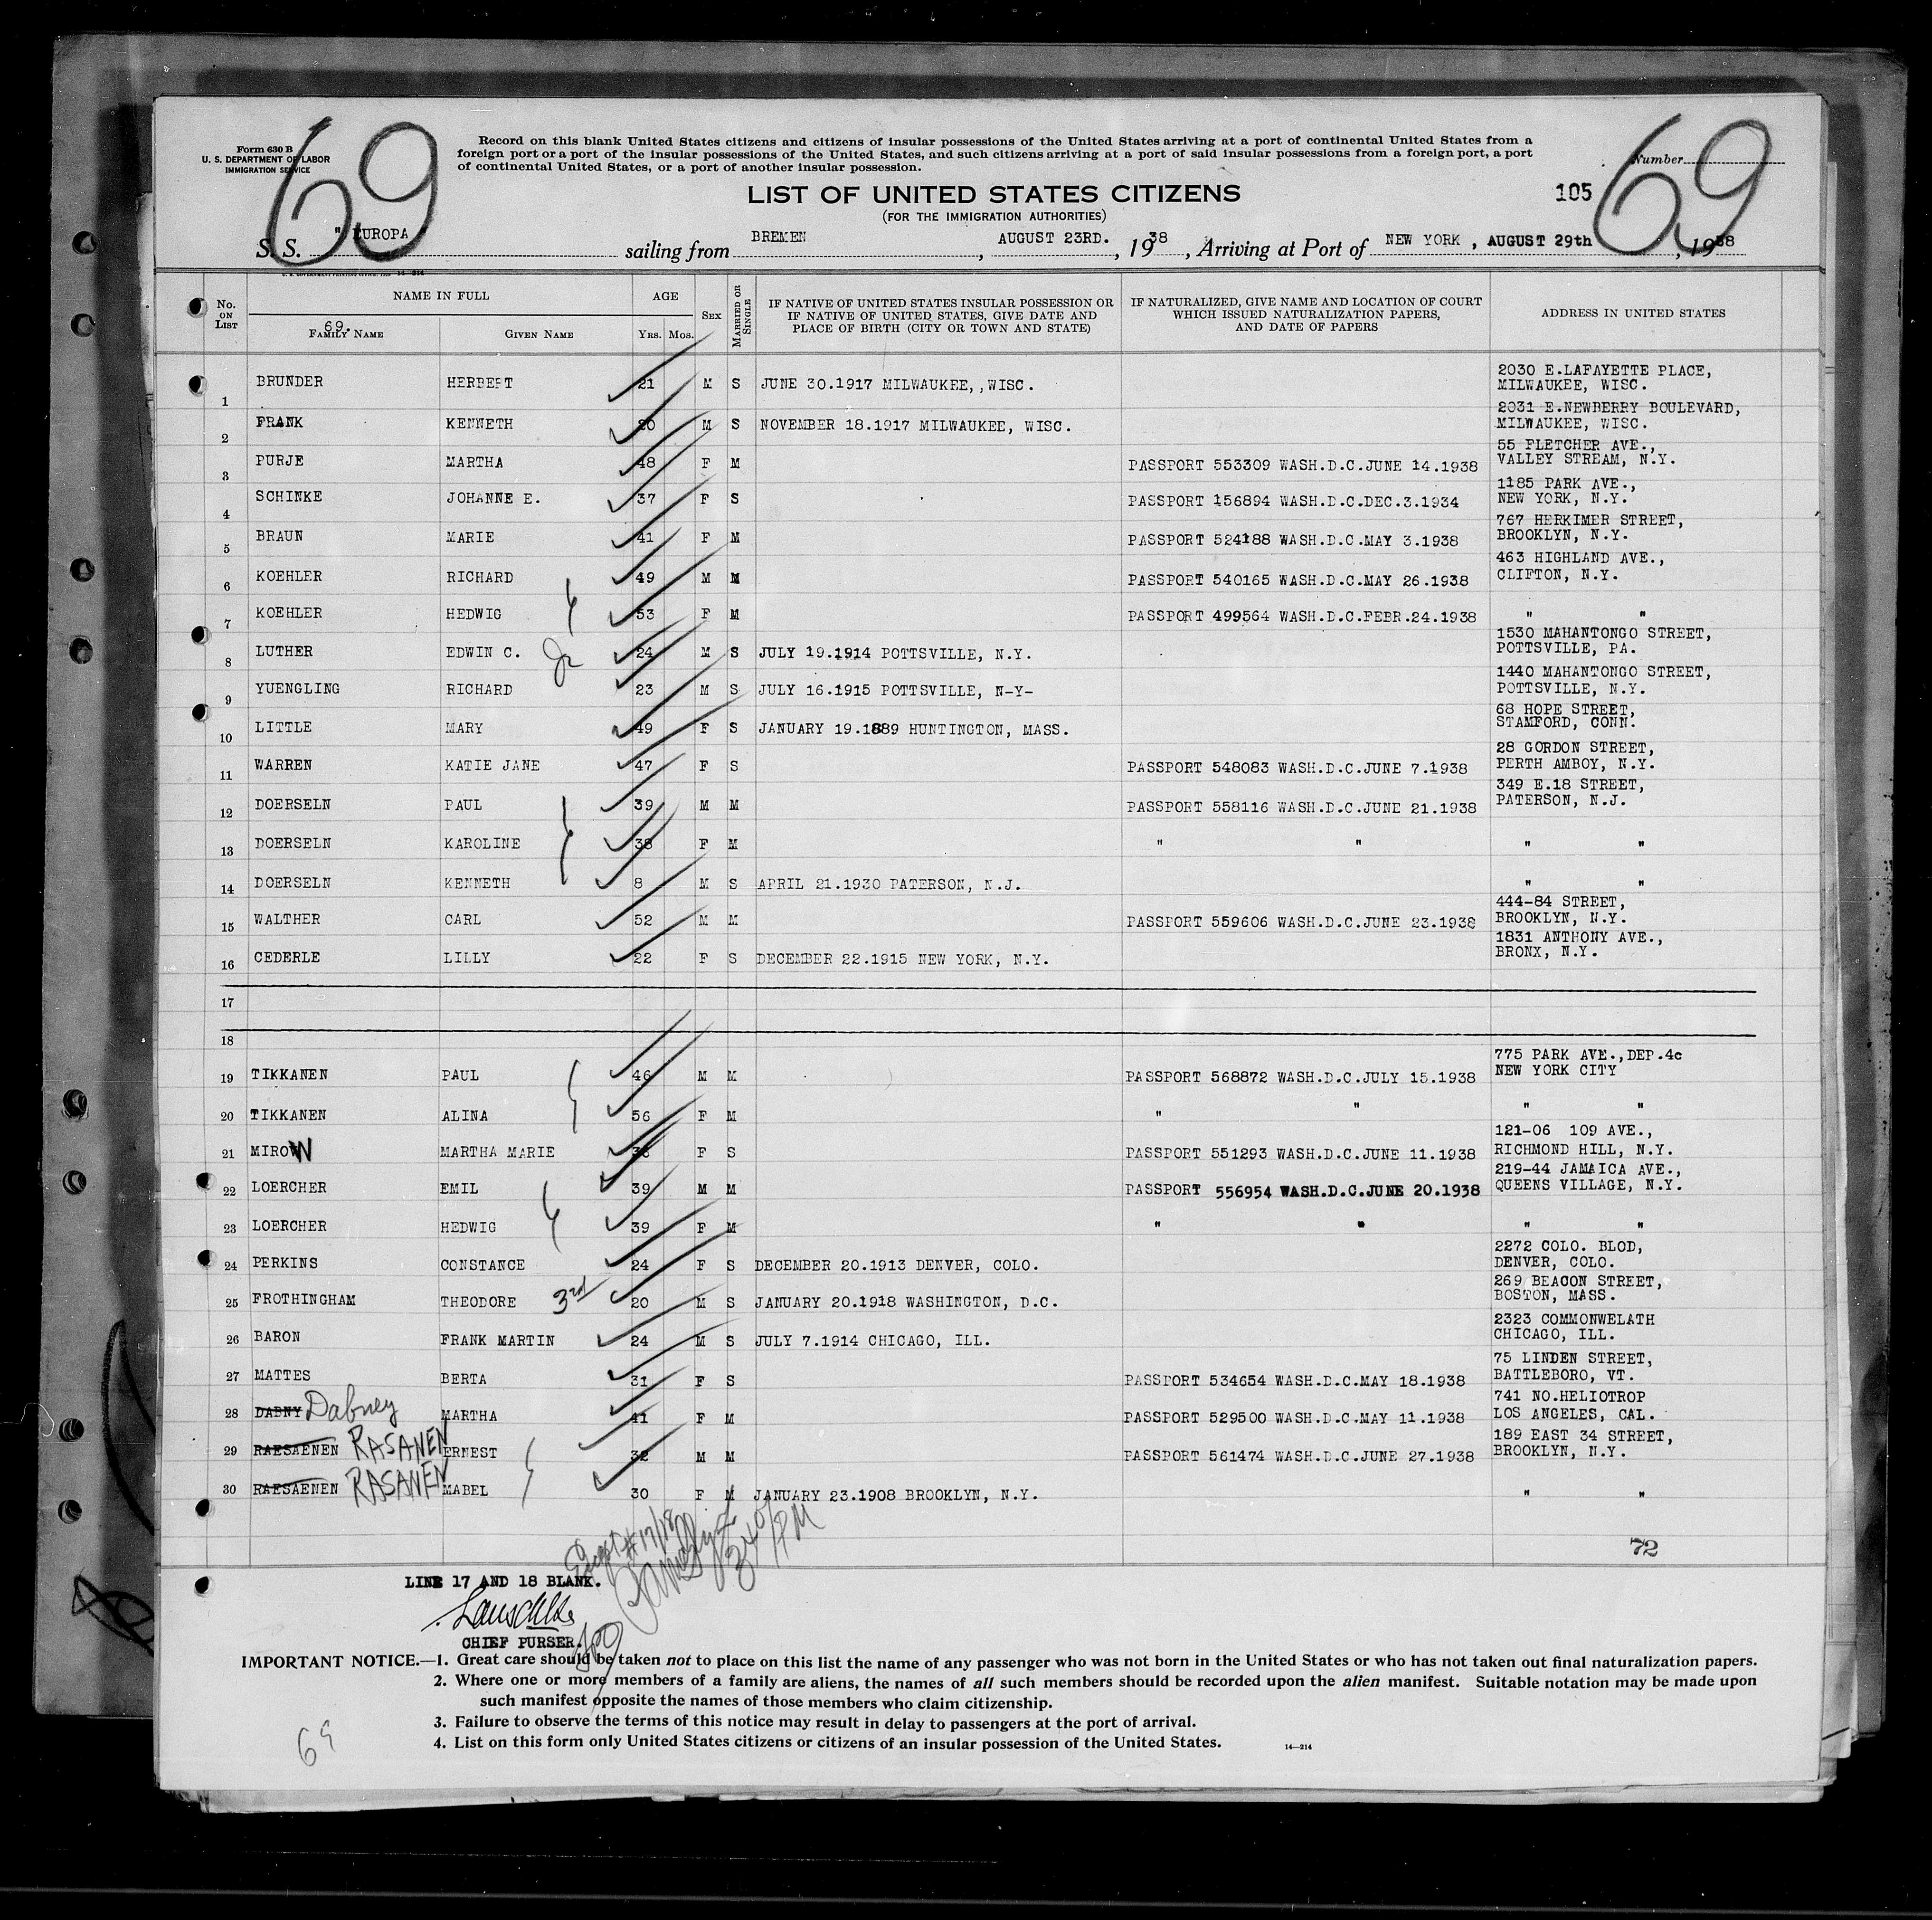 69
69
Form 630 B
U. S. DEPARTMENT OF LABOR
IMMIGRATION SERVICE
Record on this blank United States citizens and citizens of insular possessions of the United States arriving at a port of continental United States from a
foreign port or a port of the insular possessions of the United States, and such citizens arriving at a port of said insular possessions from a foreign port, a port
of continental United States, or a port of another insular possession.
Number
LIST OF UNITED STATES CITIZENS
105
(FOR THE IMMIGRATION AUTHORITIES)
S. S. " EUROPA " sailing from BREMEN , AUGUST 23RD. , 1938 , Arriving at Port of NEW YORK , AUGUST 29th , 1938
No. ON LIST NAME IN FULL AGE SEX MARRIED OR SINGLE IF NATIVE OF UNITED STATES INSULAR POSSESSION OR IF NATIVE OF UNITED STATES, GIVE DATE AND PLACE OF BIRTH (CITY OR TOWN AND STATE) IF NATURALIZED, GIVE NAME AND LOCATION OF COURT WHICH ISSUED NATURALIZATION PAPERS, AND DATE OF PAPERS ADDRESS IN UNITED STATES
69.
FAMILY NAME GIVEN NAME YRS. MOS.
2030 E.LAFAYETTE PLACE,
1 BRUNDER HERBERT 21 M S JUNE 30.1917 MILWAUKEE,,WISC. MILWAUKEE, WISC.
2031 E.NEWBERRY BOULEVARD,
2 FRANK KENNETH 20 M S NOVEMBER 18.1917 MILWAUKEE, WISC. MILWAUKEE, WISC.
55 FLETCHER AVE.,
3 PURJE MARTHA 48 F M PASSPORT 553309 WASH.D.C.JUNE 14.1938 VALLEY STREAM, N.Y.
1185 PARK AVE.,
4 SCHINKE JOHANNE E. 37 F S PASSPORT 156894 WASH.D.C.DEC.3.1934 NEW YORK, N.Y.
767 HERKIMER STREET,
5 BRAUN MARIE 41 F M PASSPORT 524188 WASH.D.C.MAY 3.1938 BROOKLYN, N.Y.
463 HIGHLAND AVE.,
6 KOEHLER RICHARD 49 M M PASSPORT 540165 WASH.D.C.MAY 26.1938 CLIFTON, N.Y.
7 KOEHLER HEDWIG 53 F M PASSPORT 499564 WASH.D.C.FEBR.24.1938 " "
1530 MAHANTONGO STREET,
8 LUTHER EDWIN C. Jr 24 M S JULY 19.1914 POTTSVILLE, N.Y. POTTSVILLE, PA.
1440 MAHANTONGO STREET,
9 YUENGLING RICHARD 23 M S JULY 16.1915 POTTSVILLE, N-Y- POTTSVILLE, N.Y.
68 HOPE STREET,
10 LITTLE MARY 49 F S JANUARY 19.1889 HUNTINGTON, MASS. STAMFORD, CONN.
28 GORDON STREET,
11 WARREN KATIE JANE 47 F S PASSPORT 548083 WASH.D.C.JUNE 7.1938 PERTH AMBOY, N.Y.
349 E.18 STREET,
12 DOERSELN PAUL 39 M M PASSPORT 558116 WASH.D.C.JUNE 21.1938 PATERSON, N.J.
13 DOERSELN KAROLINE 38 F M " " " "
14 DOERSELN KENNETH 8 M S APRIL 21.1930 PATERSON, N.J. " "
444-84 STREET,
15 WALTHER CARL 52 M M PASSPORT 559606 WASH.D.C.JUNE 23.1938 BROOKLYN, N.Y.
1831 ANTHONY AVE.,
16 CEDERLE LILLY 22 F S DECEMBER 22.1915 NEW YORK, N.Y. BRONX, N.Y.
17
18
775 PARK AVE.,DEP.4c
19 TIKKANEN PAUL 46 M M PASSPORT 568872 WASH.D.C.JULY 15.1938 NEW YORK CITY
20 TIKKANEN ALINA 56 F M " " " "
121-06 109 AVE.,
21 MIROW MARTHA MARIE F S PASSPORT 551293 WASH.D.C.JUNE 11.1938 RICHMOND HILL, N.Y.
219-44 JAMAICA AVE.,
22 LOERCHER EMIL 39 M M PASSPORT 556954 WASH.D.C.JUNE 20.1938 QUEENS VILLAGE, N.Y.
23 LOERCHER HEDWIG 39 F M " " " "
2272 COLO. BLOD,
24 PERKINS CONSTANCE 24 F S DECEMBER 20.1913 DENVER, COLO. DENVER, COLO.
269 BEACON STREET,
25 FROTHINGHAM THEODORE 3rd 20 M S JANUARY 20.1918 WASHINGTON, D.C. BOSTON, MASS.
2323 COMMONWELATH
26 BARON FRANK MARTIN 24 M S JULY 7.1914 CHICAGO, ILL. CHICAGO, ILL.
75 LINDEN STREET,
27 MATTES BERTA 31 F S PASSPORT 534654 WASH.D.C.MAY 18.1938 BATTLEBORO, VT.
741 NO.HELIOTROP
28 DABNY Dabney MARTHA 41 F M PASSPORT 529500 WASH.D.C.MAY 11.1938 LOS ANGELES, CAL.
189 EAST 34 STREET,
29 RAESAENEN RASANEN ERNEST 32 M M PASSPORT 561474 WASH.D.C.JUNE 27.1938 BROOKLYN, N.Y.
30 RAESAENEN RASANEN MABEL 30 F M JANUARY 23.1908 BROOKLYN, N.Y. " "
72
LINE 17 AND 18 BLANK.
CHIEF PURSER.
IMPORTANT NOTICE.—1. Great care should be taken not to place on this list the name of any passenger who was not born in the United States or who has not taken out final naturalization papers.
2. Where one or more members of a family are aliens, the names of all such members should be recorded upon the alien manifest. Suitable notation may be made upon
such manifest opposite the names of those members who claim citizenship.
3. Failure to observe the terms of this notice may result in delay to passengers at the port of arrival.
4. List on this form only United States citizens or citizens of an insular possession of the United States.
14—214
69